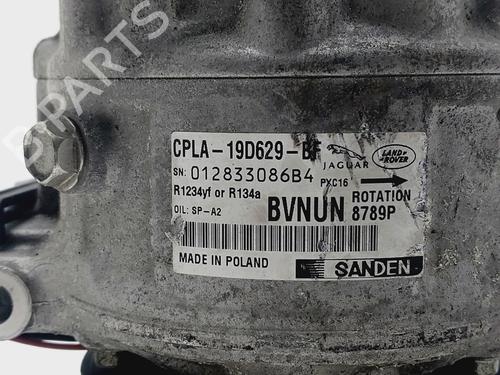 CPLA-19D629-BF
JAGUAR
LAND ROVER
SN: 012833086B4
PXC16
R1234yf or R134a
BVNUN
ROTATION
OIL: SP-A2
8789P
MADE IN POLAND
SANDEN
B PARTS